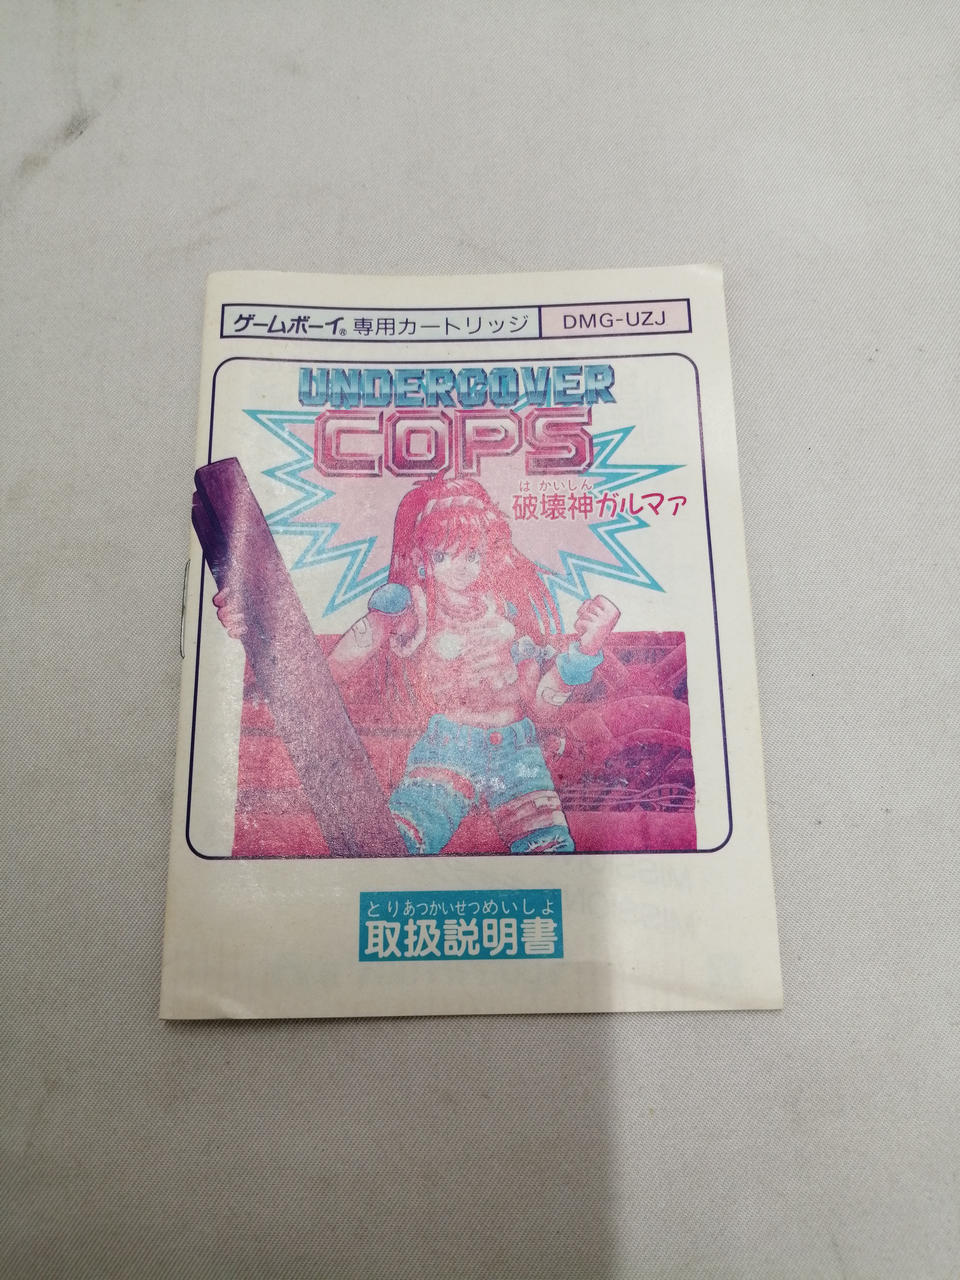 ゲームボーイ® 専用カートリッジ DMG-UZJ
UNDERCOVER
COPS
はかいしん
破壊神ガルマァ
とりあつかいせつめいしょ
取扱説明書